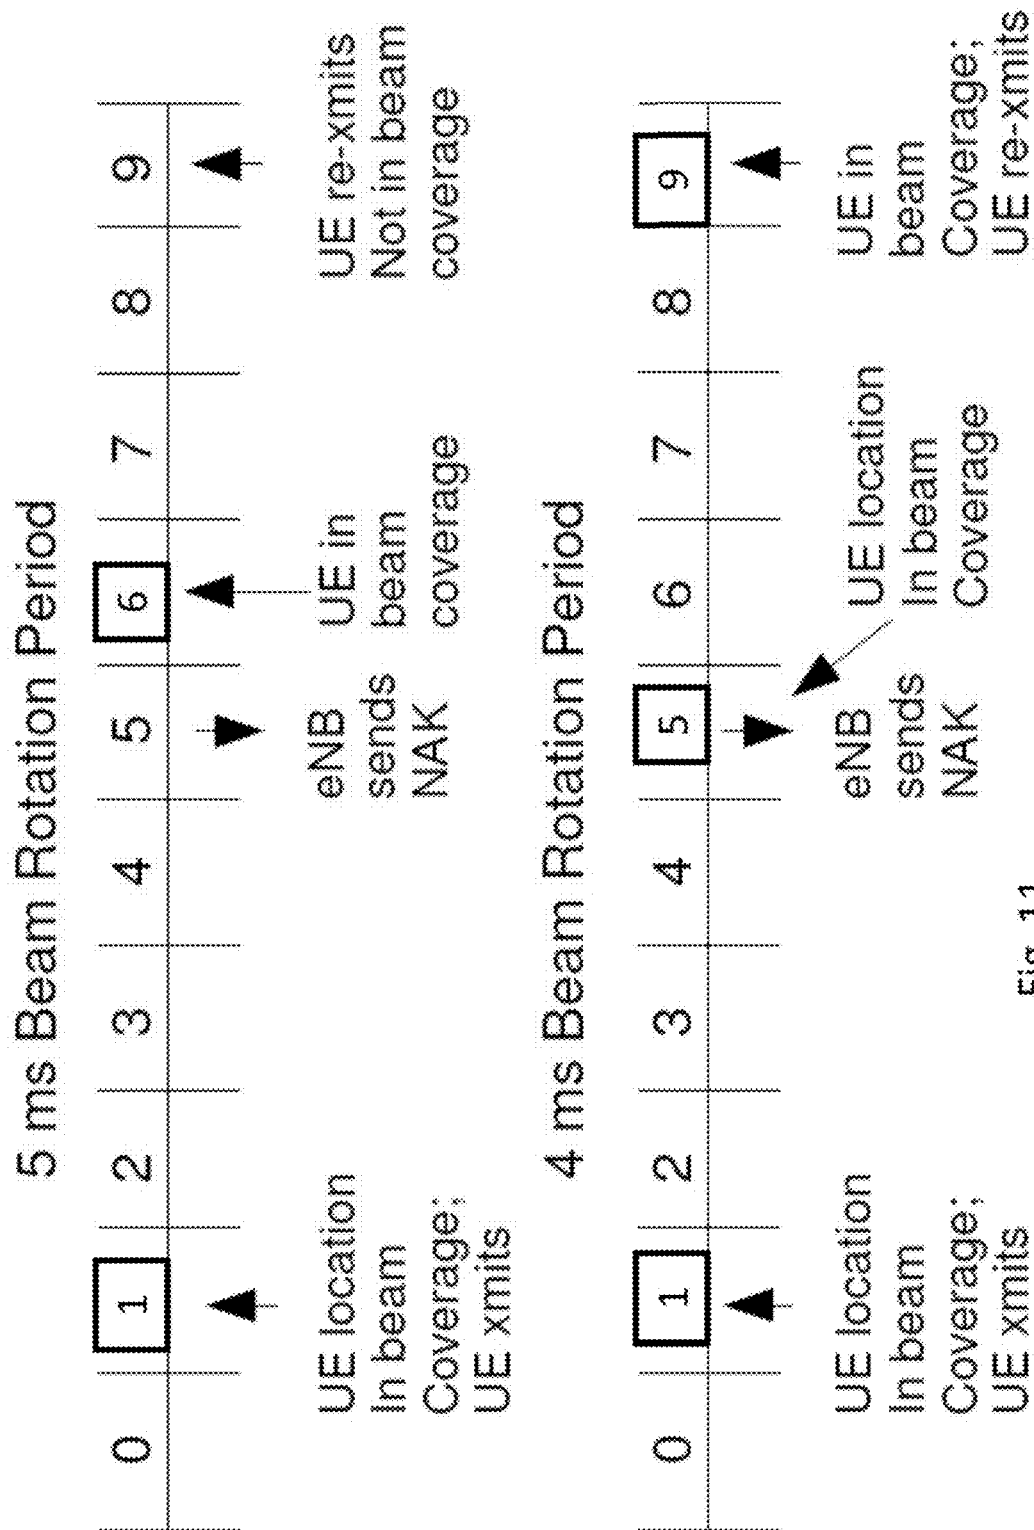 5 ms Beam Rotation Period
0 1 2 3 4 5 6 7 8 9
UE location
In beam
Coverage;
UE xmits
eNB
sends
NAK
UE in
beam
coverage
UE re-xmits
Not in beam
coverage
4 ms Beam Rotation Period
0 1 2 3 4 5 6 7 8 9
UE location
In beam
Coverage;
UE xmits
eNB
sends
NAK
UE location
In beam
Coverage
UE in
beam
Coverage;
UE re-xmits
Fig. 11